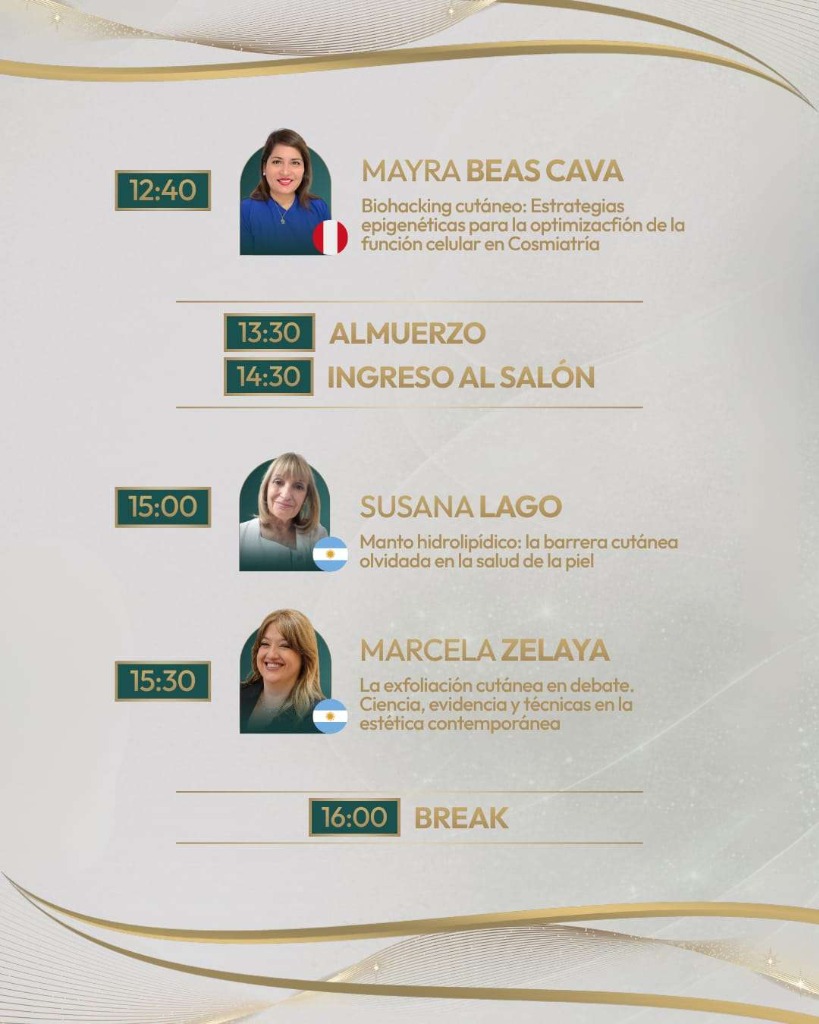 12:40
MAYRA BEAS CAVA
Biohacking cutáneo: Estrategias
epigenéticas para la optimizacfión de la
función celular en Cosmiatría
13:30 ALMUERZO
14:30 INGRESO AL SALÓN
15:00
SUSANA LAGO
Manto hidrolipídico: la barrera cutánea
olvidada en la salud de la piel
15:30
MARCELA ZELAYA
La exfoliación cutánea en debate.
Ciencia, evidencia y técnicas en la
estética contemporánea
16:00 BREAK